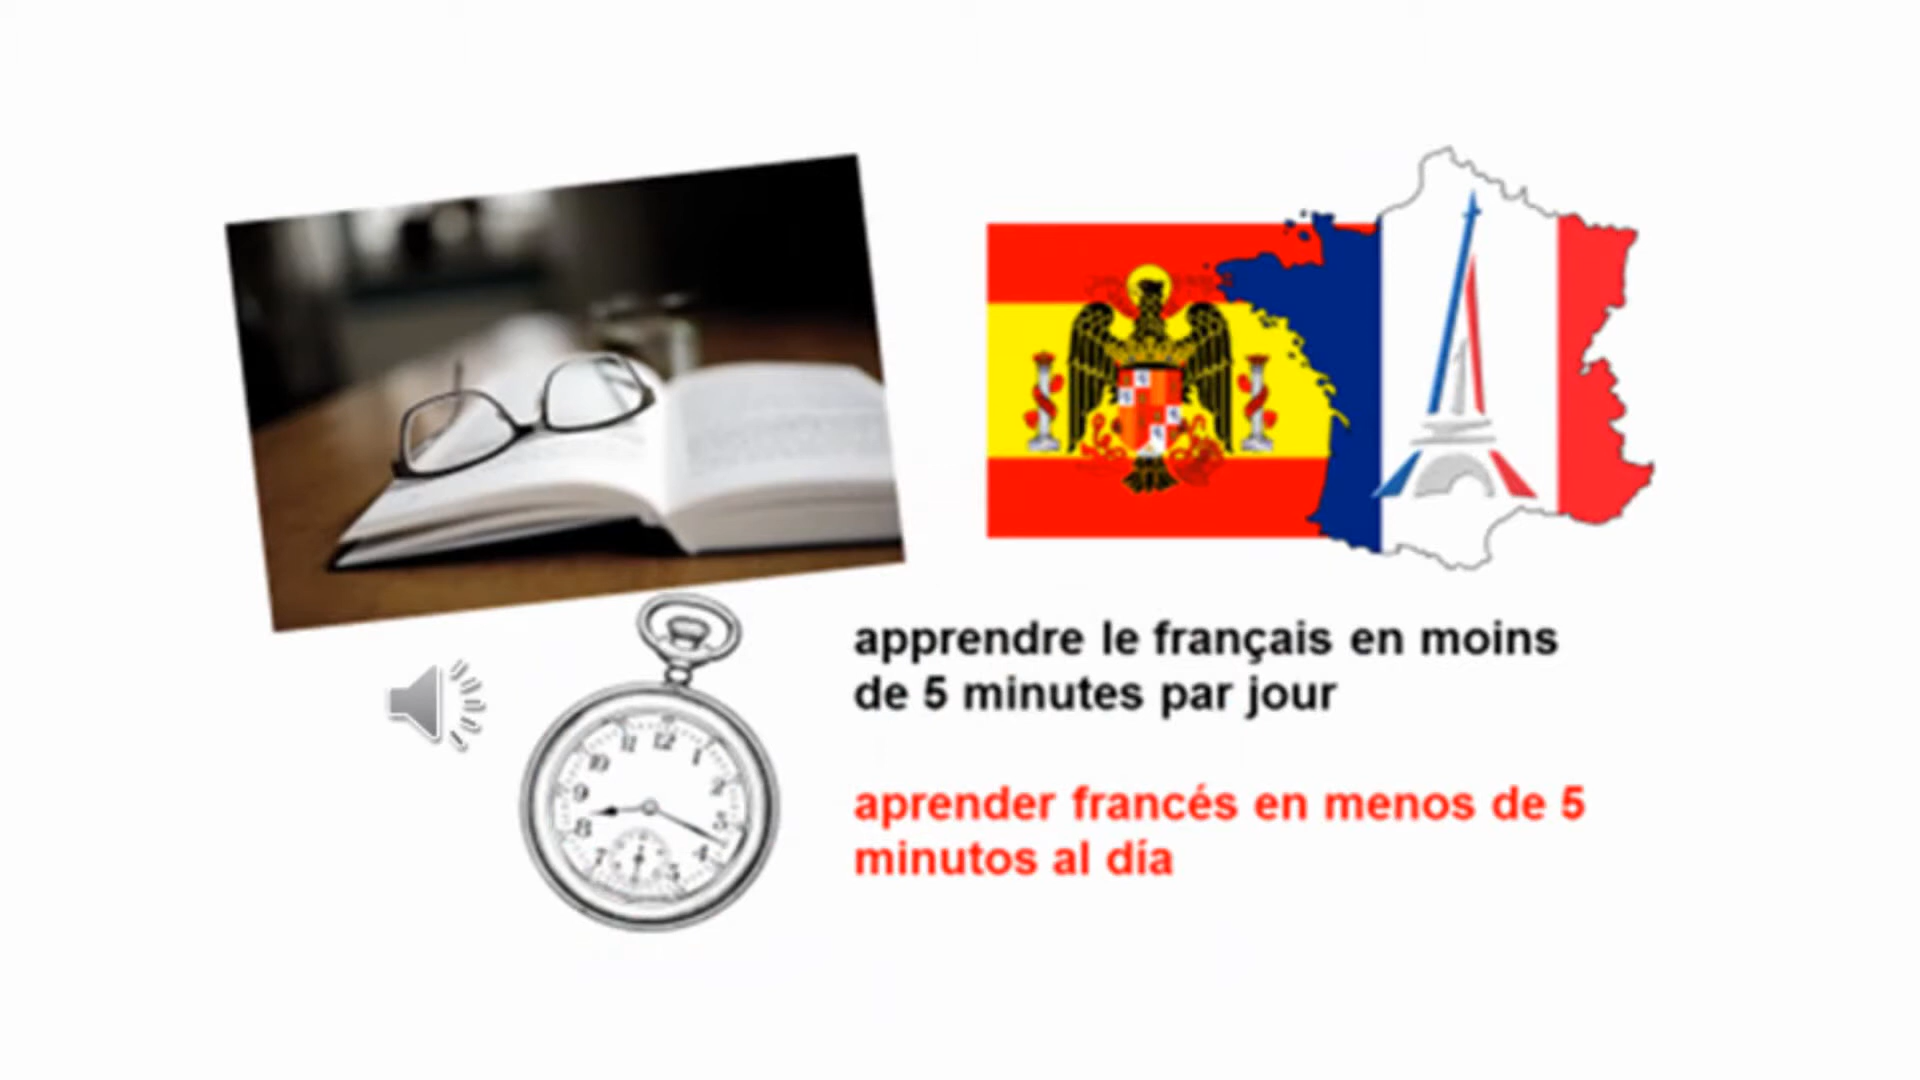 apprendre le français en moins
de 5 minutes par jour
aprender francés en menos de 5
minutos al día